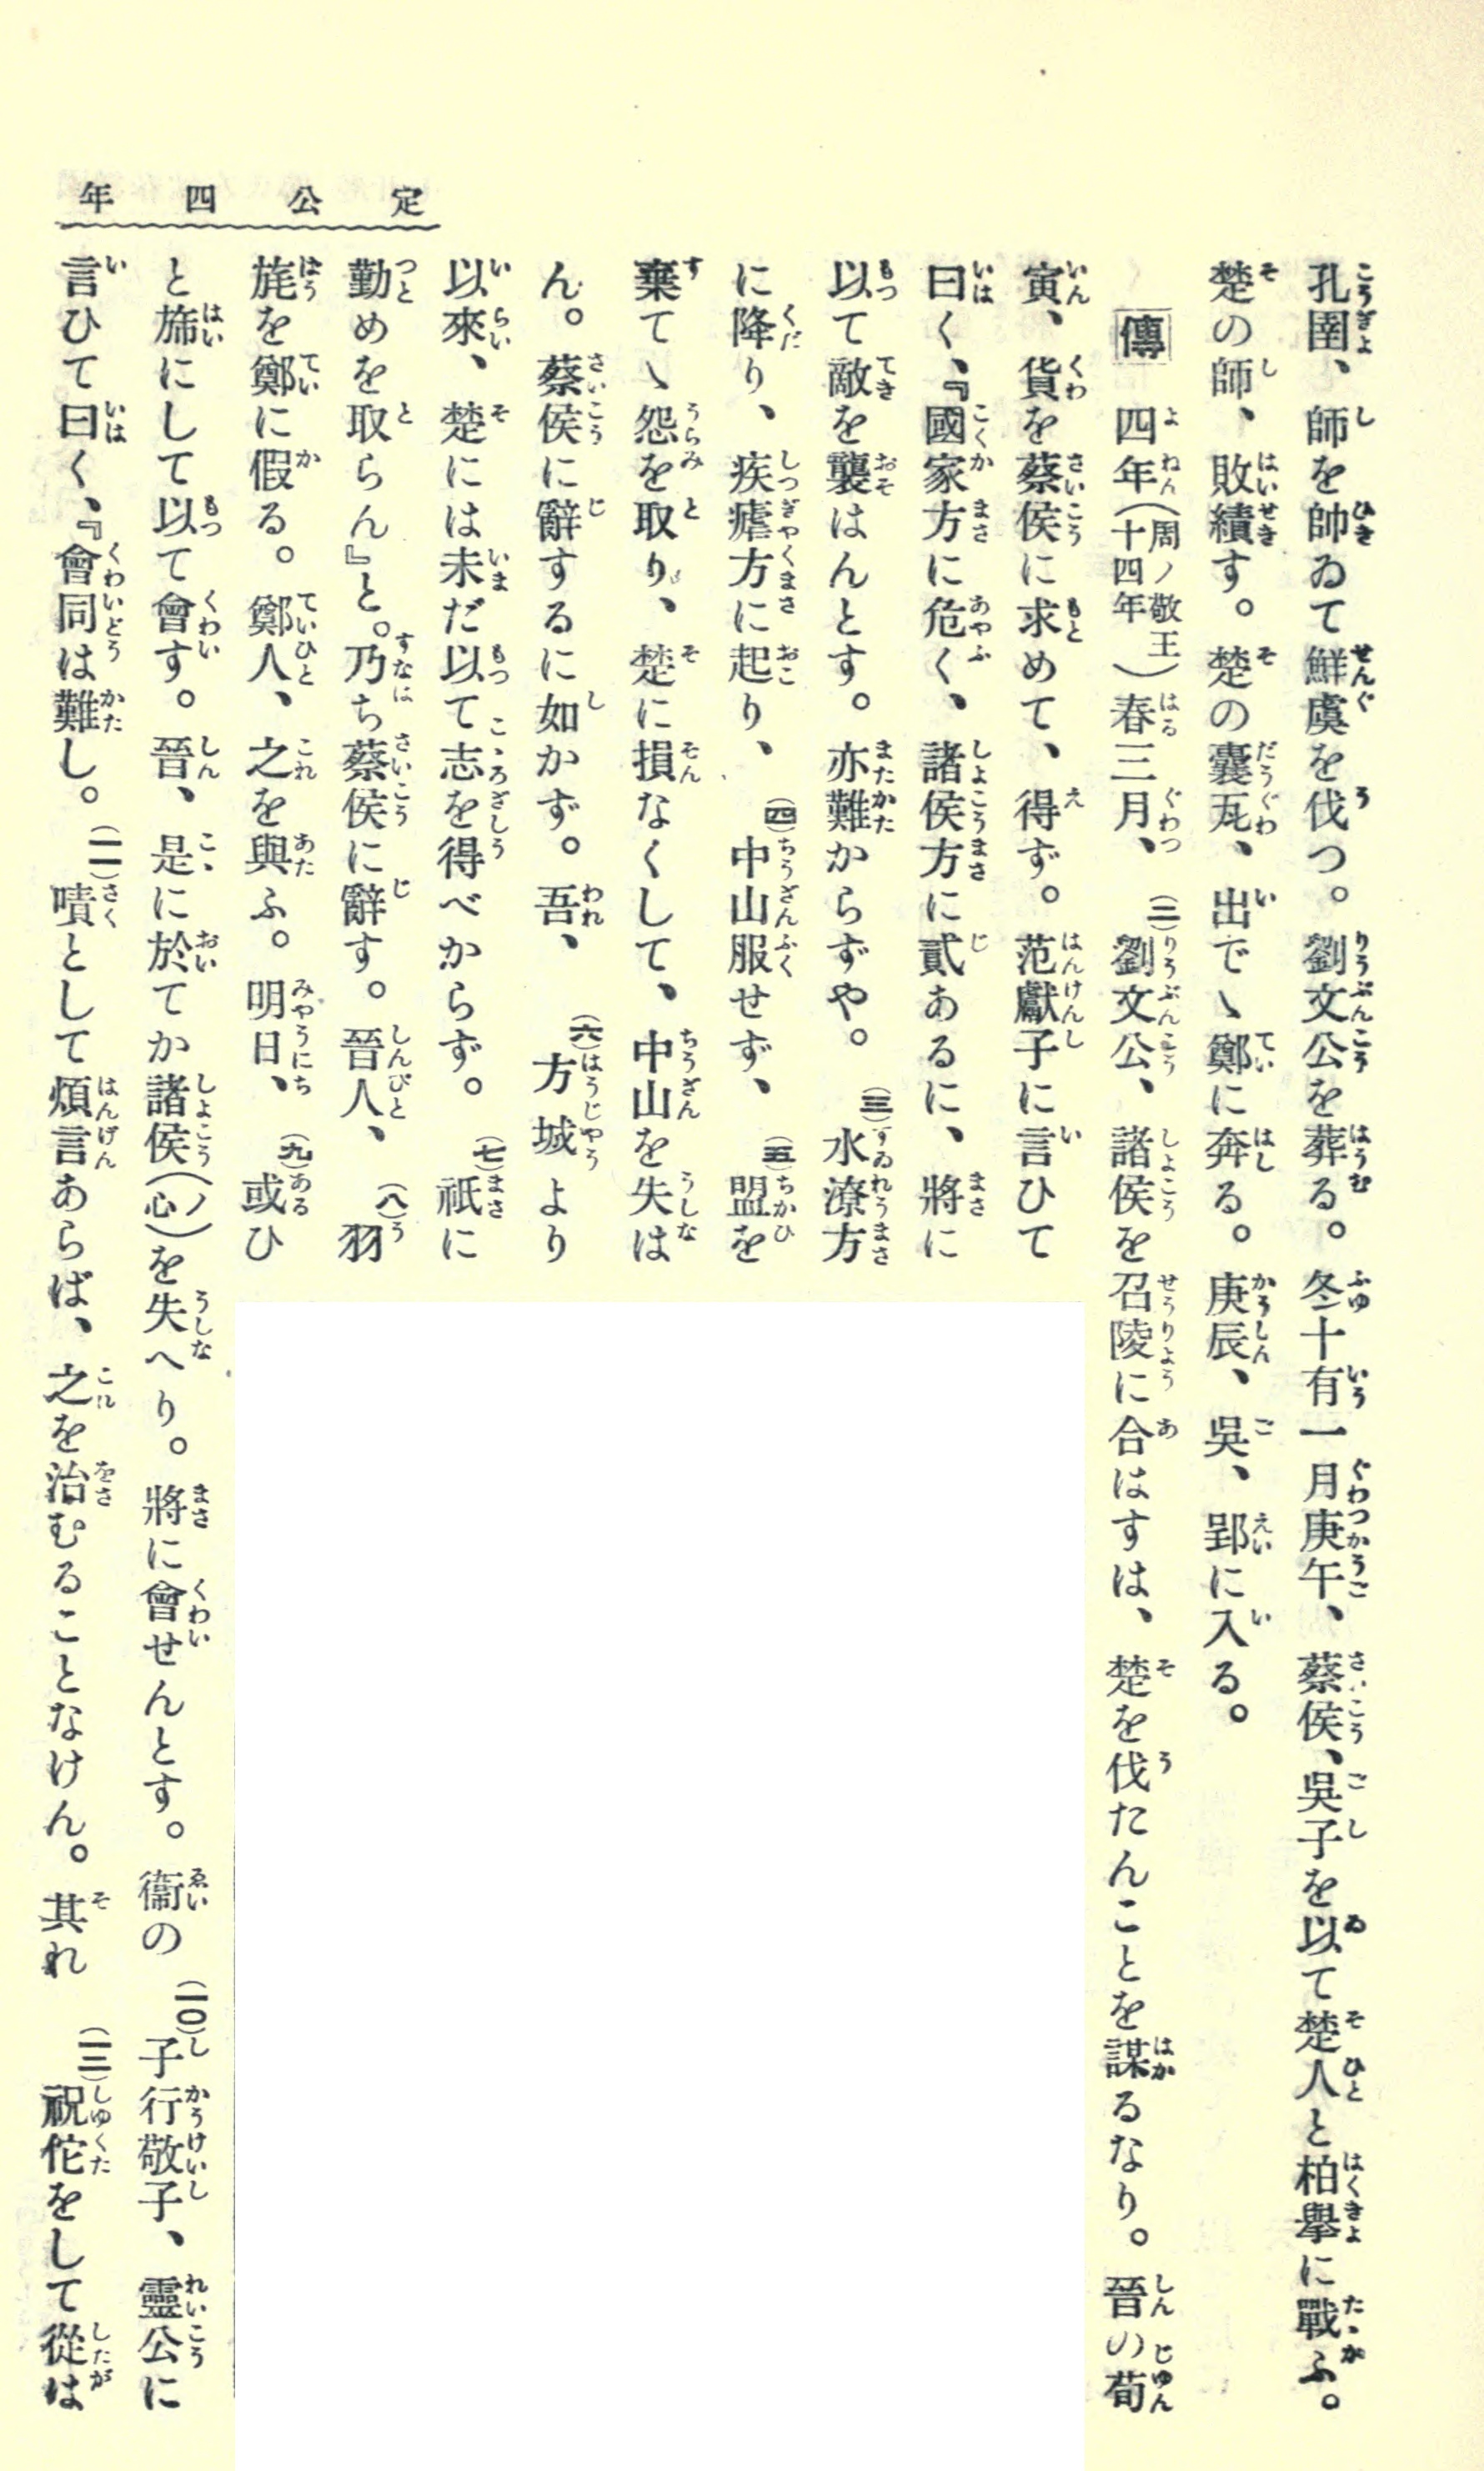 定公四年
孔圉、師を帥ゐて鮮虞を伐つ。劉文公を葬る。冬十有一月庚午、蔡侯、吳子を以て楚人と柏擧に戰ふ。
楚の師、敗績す。楚の囊瓦、出でゝ鄭に奔る。庚辰、吳、郢に入る。
傳 四年(周ノ敬王十四年)春三月、(二)劉文公、諸侯を召陵に合はすは、楚を伐たんことを謀るなり。晉の荀
寅、貨を蔡侯に求めて、得ず。范獻子に言ひて
曰く、『國家方に危く、諸侯方に貳あるに、將に
以て敵を襲はんとす。亦難からずや。(三)水潦方
に降り、疾瘧方に起り、(四)中山服せず、(五)盟を
棄てゝ怨を取り、楚に損なくして、中山を失は
ん。蔡侯に辭するに如かず。吾、(六)方城より
以來、楚には未だ以て志を得べからず。(七)祇に
勤めを取らん』と。乃ち蔡侯に辭す。晉人、(八)羽
旄を鄭に假る。鄭人、之を與ふ。明日、(九)或ひ
と旆にして以て會す。晉、是に於てか諸侯(ノ心)を失へり。將に會せんとす。衞の(一〇)子行敬子、靈公に
言ひて曰く、『會同は難し。(一一)嘖として煩言あらば、之を治むることなけん。其れ(一二)祝佗をして從は